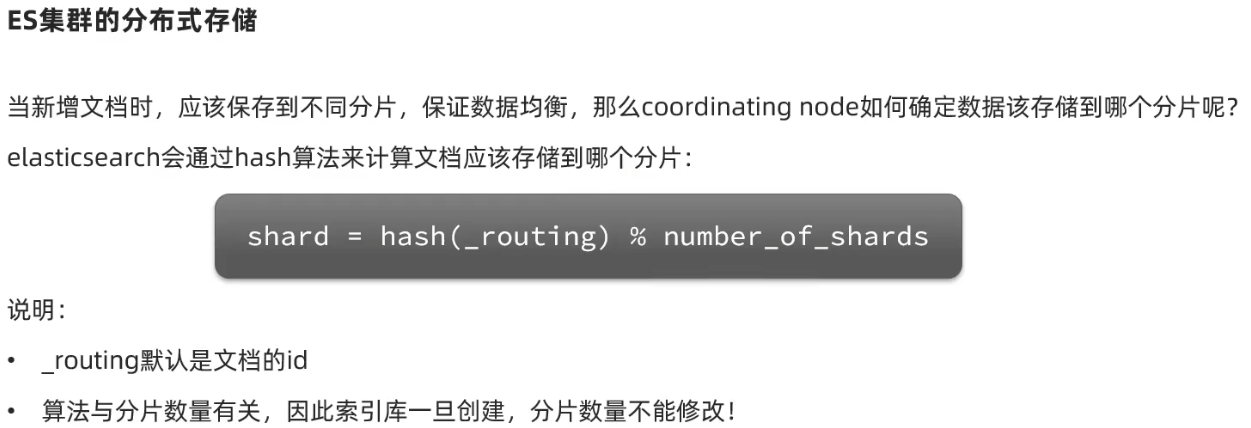 ES集群的分布式存储
当新增文档时，应该保存到不同分片，保证数据均衡，那么coordinating node如何确定数据该存储到哪个分片呢？
elasticsearch会通过hash算法来计算文档应该存储到哪个分片：
shard = hash(_routing) % number_of_shards
说明：
• _routing默认是文档的id
• 算法与分片数量有关，因此索引库一旦创建，分片数量不能修改！